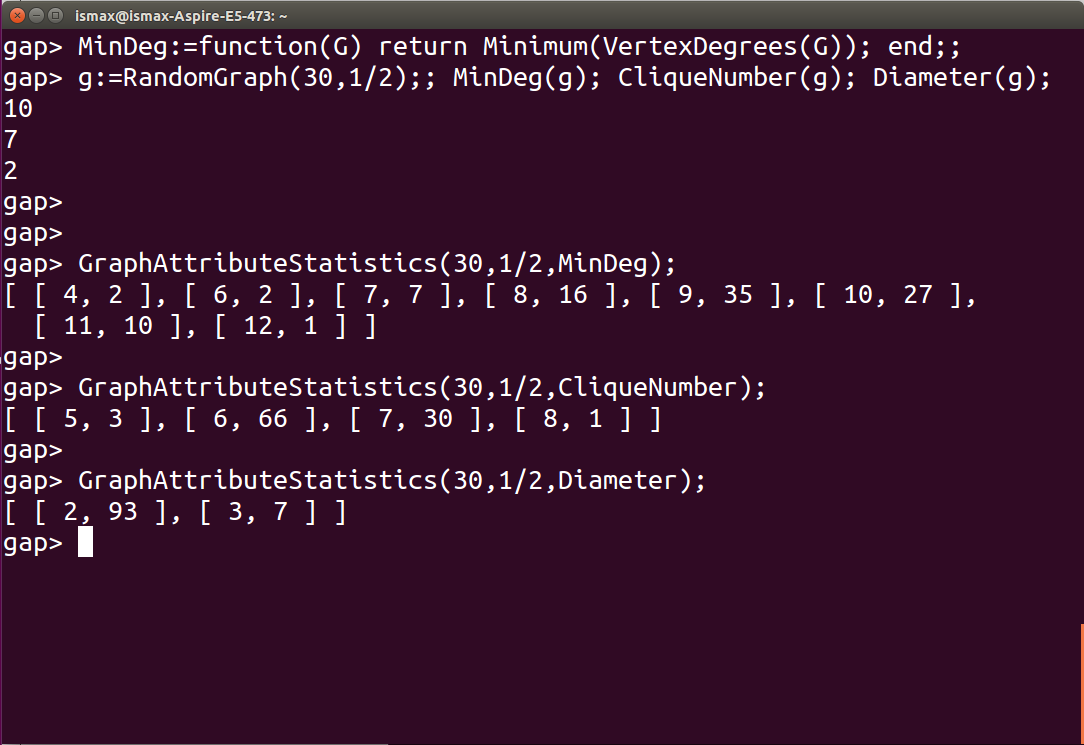 ismax@ismax-Aspire-E5-473: ~
gap> MinDeg:=function(G) return Minimum(VertexDegrees(G)); end;;
gap> g:=RandomGraph(30,1/2);; MinDeg(g); CliqueNumber(g); Diameter(g);
10
7
2
gap>
gap>
gap> GraphAttributeStatistics(30,1/2,MinDeg);
[ [ 4, 2 ], [ 6, 2 ], [ 7, 7 ], [ 8, 16 ], [ 9, 35 ], [ 10, 27 ],
  [ 11, 10 ], [ 12, 1 ] ]
gap>
gap> GraphAttributeStatistics(30,1/2,CliqueNumber);
[ [ 5, 3 ], [ 6, 66 ], [ 7, 30 ], [ 8, 1 ] ]
gap>
gap> GraphAttributeStatistics(30,1/2,Diameter);
[ [ 2, 93 ], [ 3, 7 ] ]
gap>